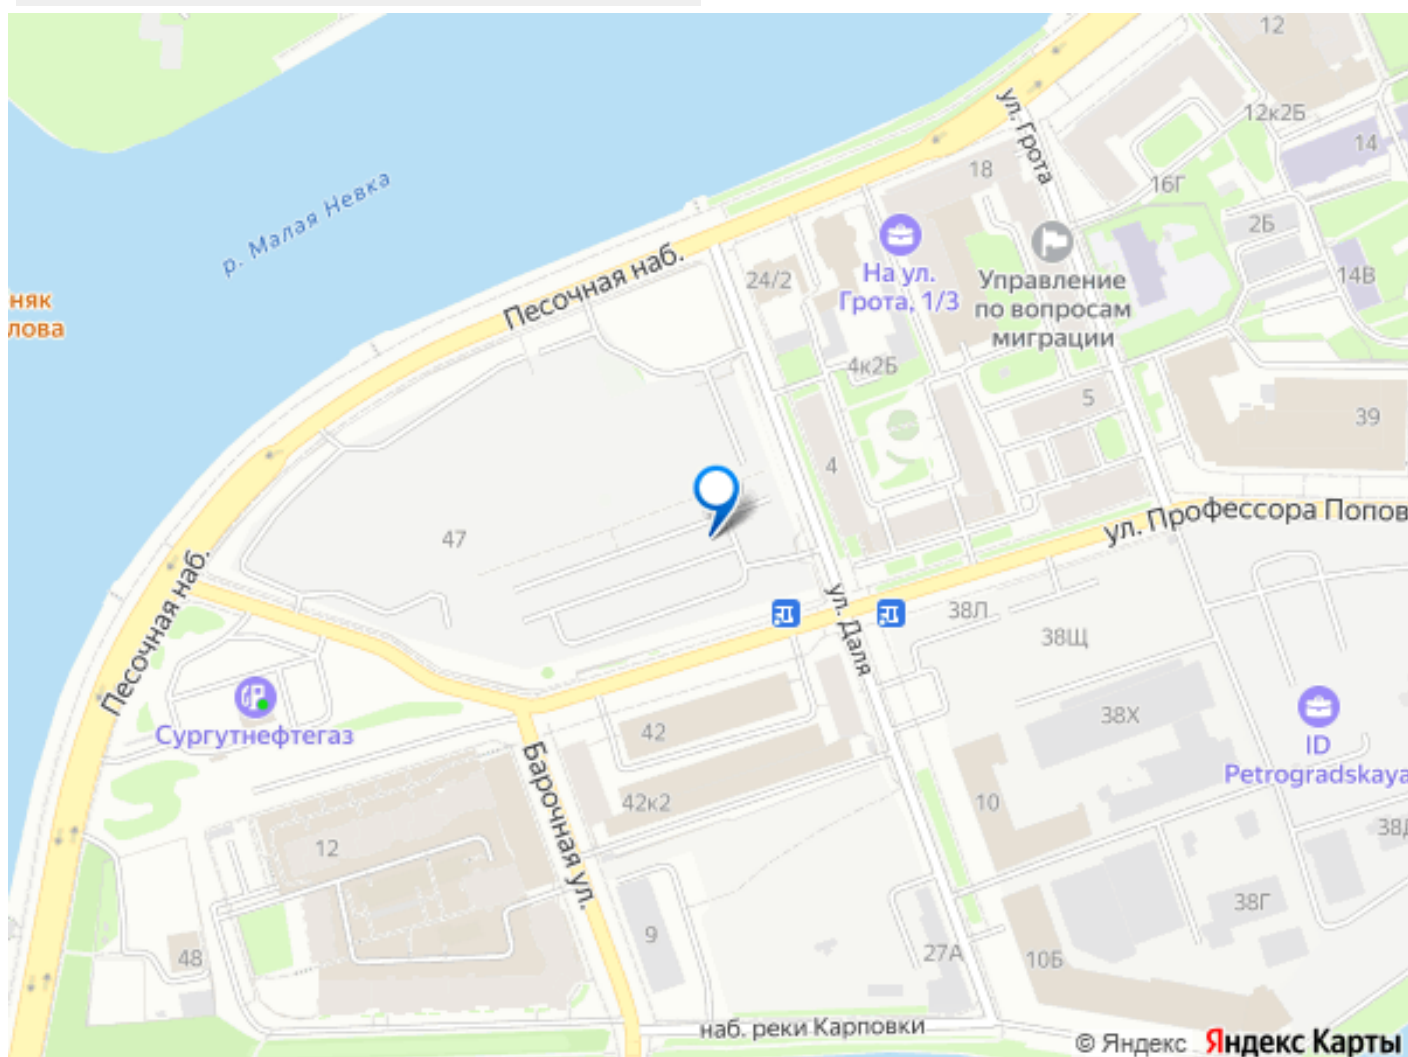 12
ул. Грота
12к2Б
14
18
16Г
р. Малая Невка
2Б
Песочная наб.
24/2
На ул.
Грота, 1/3
Управление
по вопросам
миграции
14В
няк
лова
4к2Б
5
39
4
47
ул. Профессора Попов
Песочная наб.
ул. Даля
38Л
38Щ
Сургутнефтегаз
42
38Х
ID
Petrogradskaya
Барочная ул.
42к2
10
38Д
12
38Г
9
48
27А
10Б
наб. реки Карповки
© Яндекс Яндекс Карты